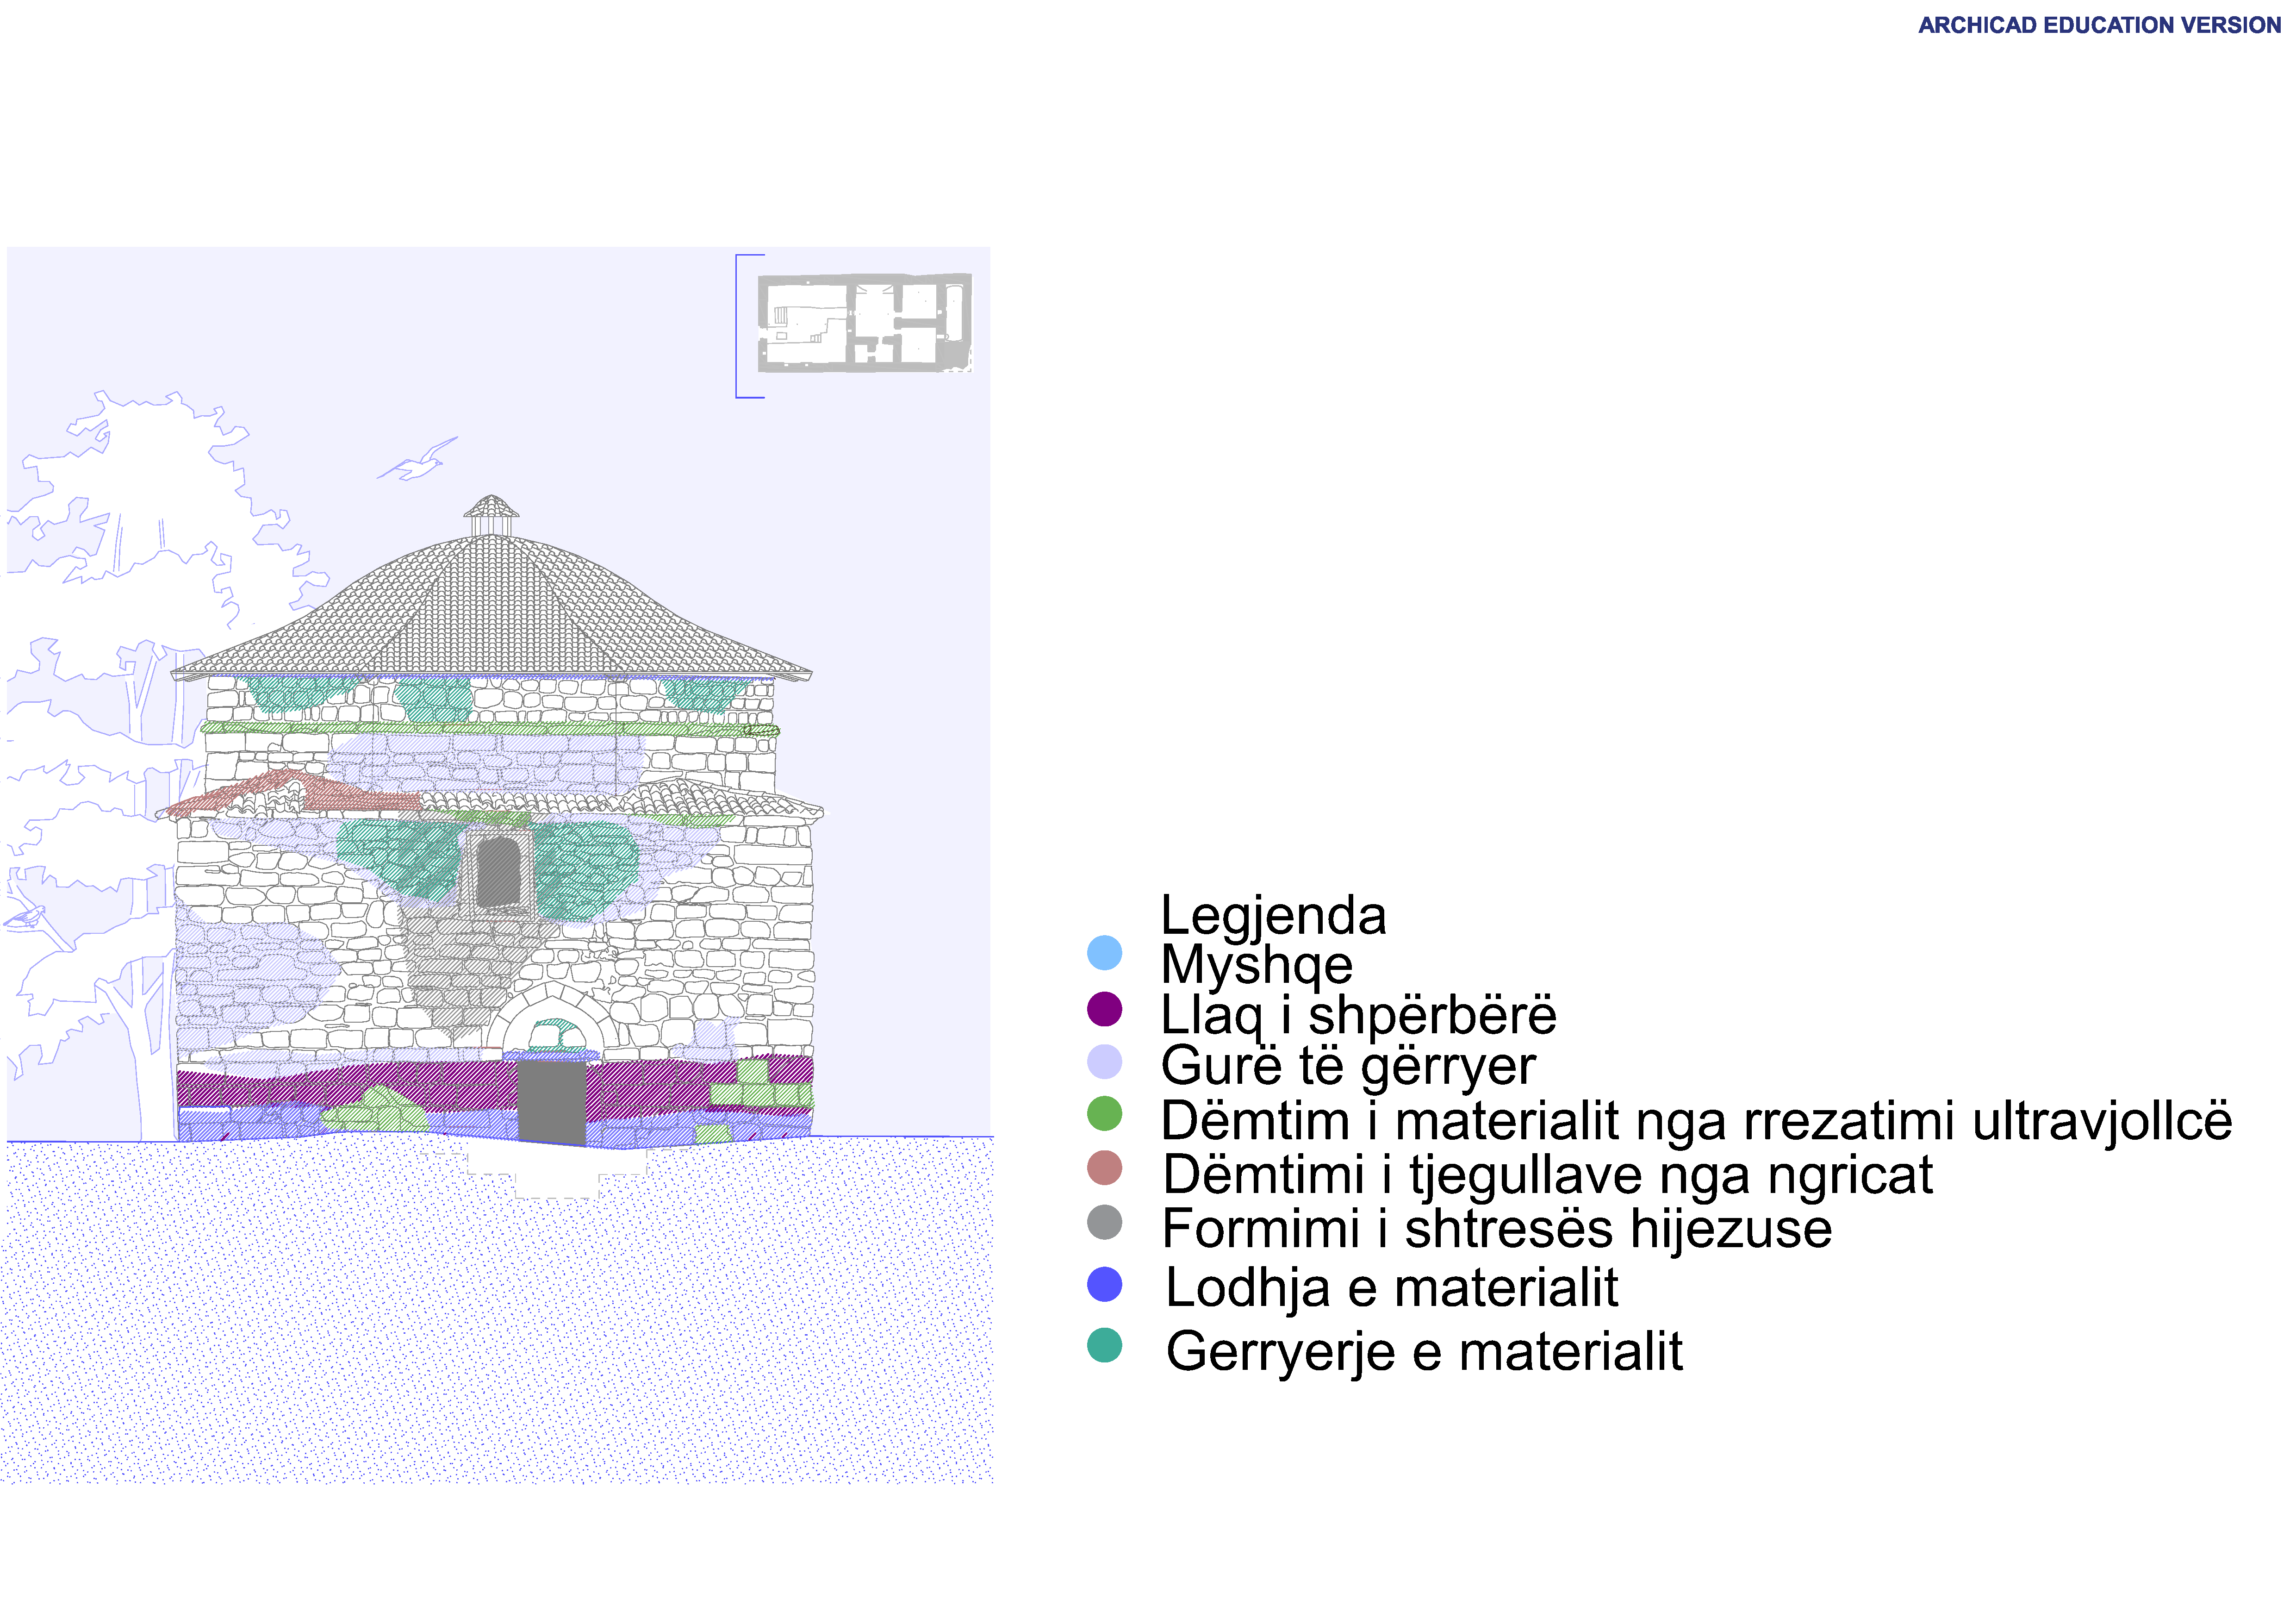 ARCHICAD EDUCATION VERSION
Legjenda
Myshqe
Llaq i shpërbërë
Gurë të gërryer
Dëmtim i materialit nga rrezatimi ultravjollcë
Dëmtimi i tjegullave nga ngricat
Formimi i shtresës hijezuse
Lodhja e materialit
Gerryerje e materialit